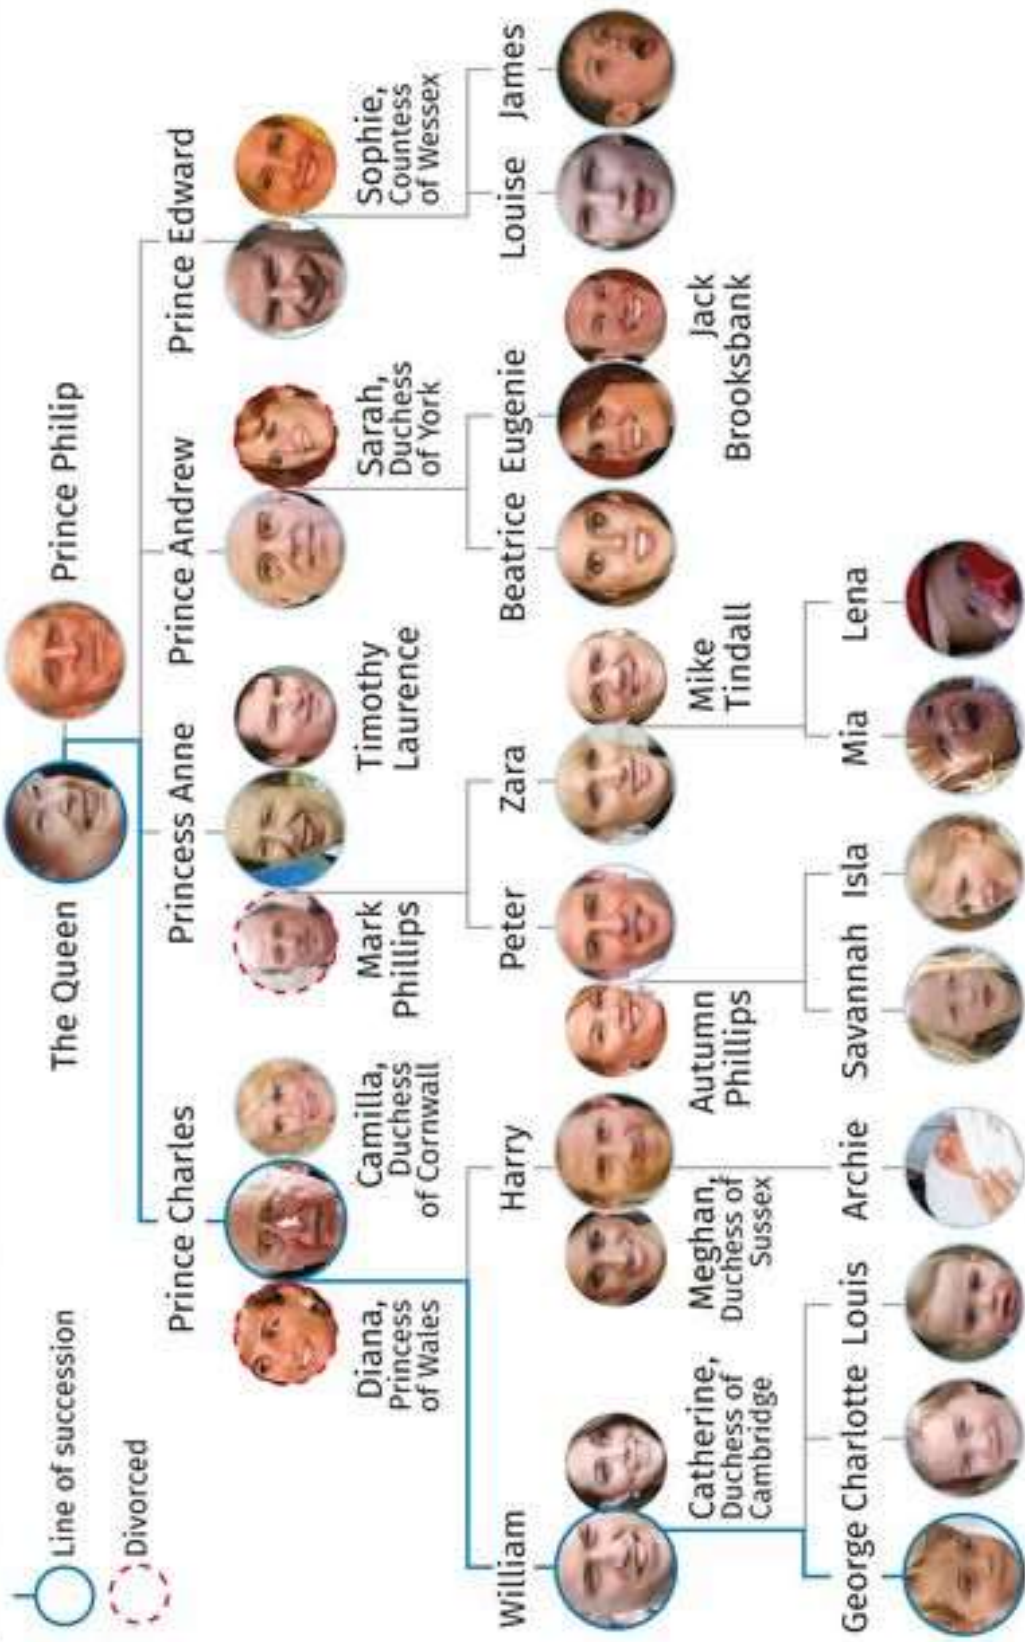 Line of succession
Divorced
The Queen
Prince Philip
Prince Charles
Princess Anne
Prince Andrew
Prince Edward
Diana,
Princess
of Wales
Camilla,
Duchess
of Cornwall
Mark
Phillips
Timothy
Laurence
Sarah,
Duchess
of York
Sophie,
Countess
of Wessex
William
Harry
Peter
Zara
Beatrice
Eugenie
Louise
James
Catherine,
Duchess of
Cambridge
Meghan,
Duchess of
Sussex
Autumn
Phillips
Mike
Tindall
Jack
Brooksbank
George
Charlotte
Louis
Archie
Savannah
Isla
Mia
Lena